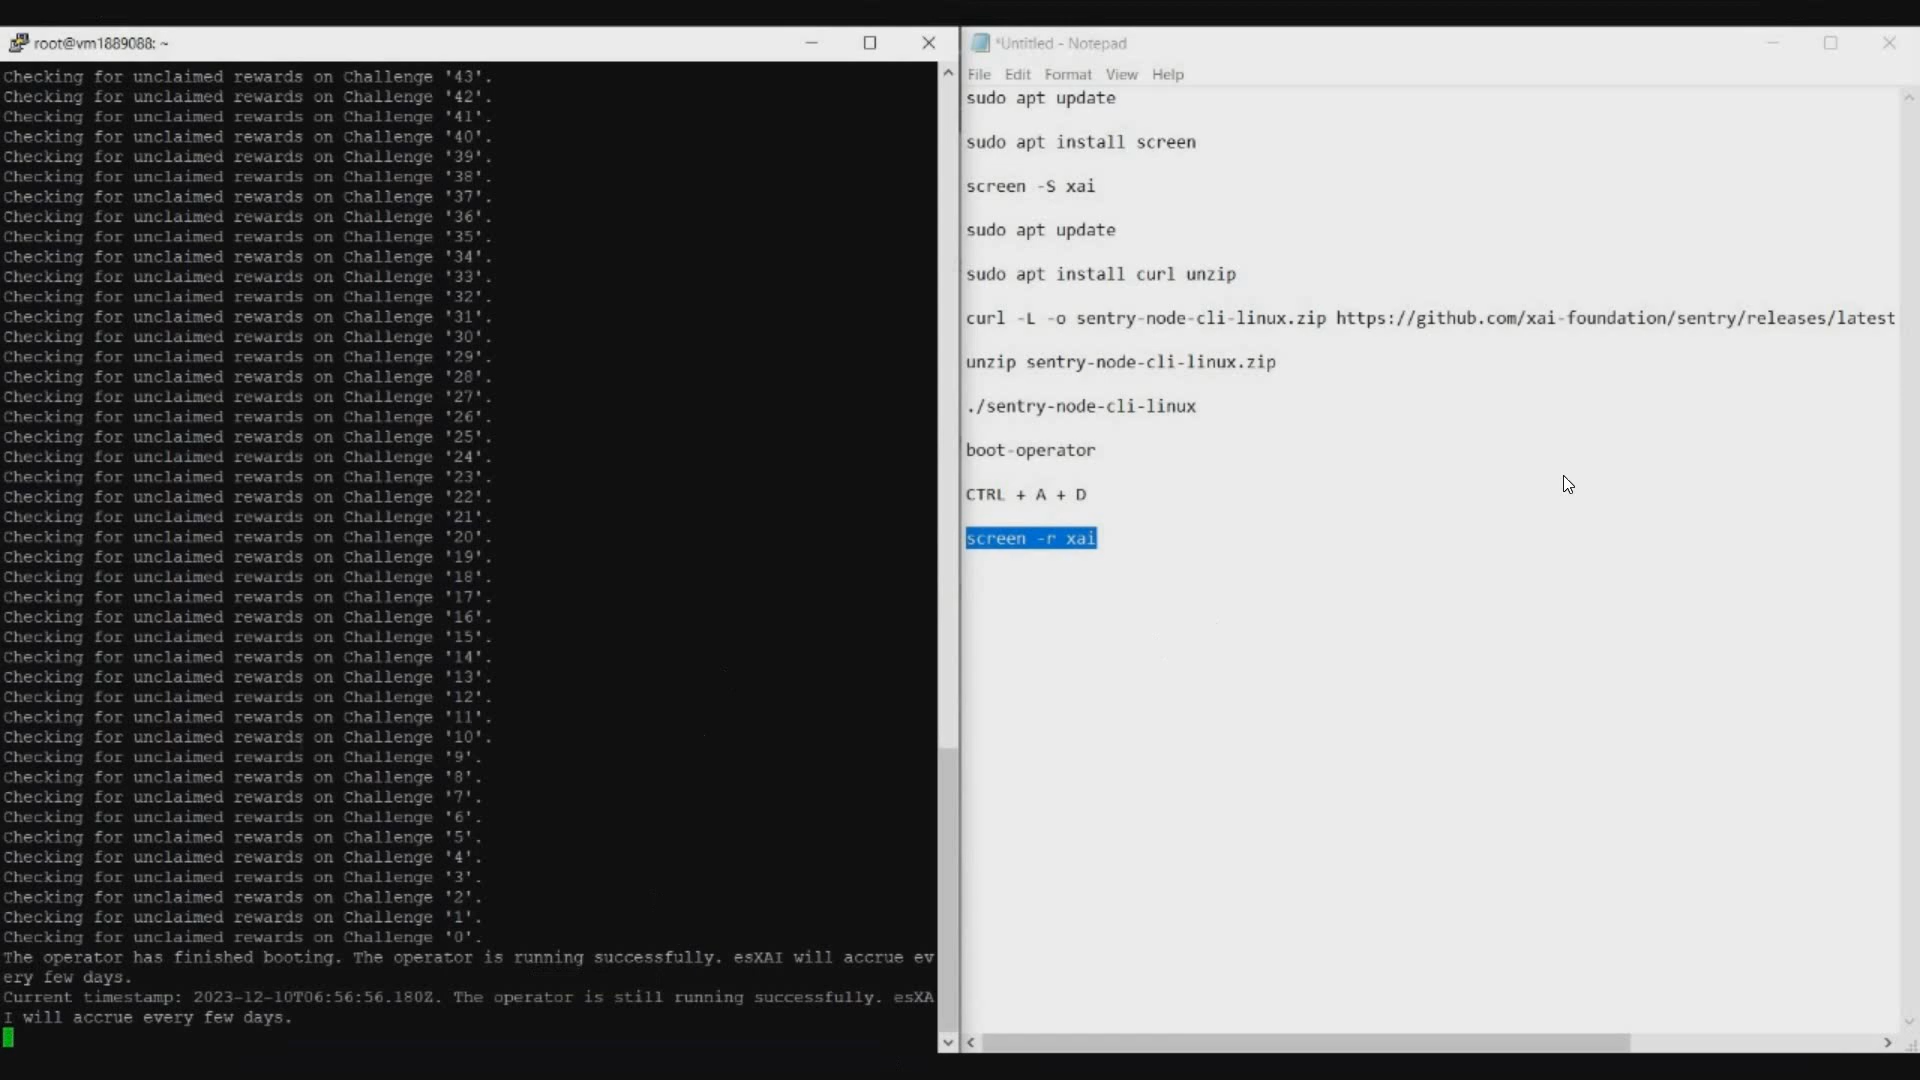 root@vm1889088: ~
Checking for unclaimed rewards on Challenge '43'.
Checking for unclaimed rewards on Challenge '42'.
Checking for unclaimed rewards on Challenge '41'.
Checking for unclaimed rewards on Challenge '40'.
Checking for unclaimed rewards on Challenge '39'.
Checking for unclaimed rewards on Challenge '38'.
Checking for unclaimed rewards on Challenge '37'.
Checking for unclaimed rewards on Challenge '36'.
Checking for unclaimed rewards on Challenge '35'.
Checking for unclaimed rewards on Challenge '34'.
Checking for unclaimed rewards on Challenge '33'.
Checking for unclaimed rewards on Challenge '32'.
Checking for unclaimed rewards on Challenge '31'.
Checking for unclaimed rewards on Challenge '30'.
Checking for unclaimed rewards on Challenge '29'.
Checking for unclaimed rewards on Challenge '28'.
Checking for unclaimed rewards on Challenge '27'.
Checking for unclaimed rewards on Challenge '26'.
Checking for unclaimed rewards on Challenge '25'.
Checking for unclaimed rewards on Challenge '24'.
Checking for unclaimed rewards on Challenge '23'.
Checking for unclaimed rewards on Challenge '22'.
Checking for unclaimed rewards on Challenge '21'.
Checking for unclaimed rewards on Challenge '20'.
Checking for unclaimed rewards on Challenge '19'.
Checking for unclaimed rewards on Challenge '18'.
Checking for unclaimed rewards on Challenge '17'.
Checking for unclaimed rewards on Challenge '16'.
Checking for unclaimed rewards on Challenge '15'.
Checking for unclaimed rewards on Challenge '14'.
Checking for unclaimed rewards on Challenge '13'.
Checking for unclaimed rewards on Challenge '12'.
Checking for unclaimed rewards on Challenge '11'.
Checking for unclaimed rewards on Challenge '10'.
Checking for unclaimed rewards on Challenge '9'.
Checking for unclaimed rewards on Challenge '8'.
Checking for unclaimed rewards on Challenge '7'.
Checking for unclaimed rewards on Challenge '6'.
Checking for unclaimed rewards on Challenge '5'.
Checking for unclaimed rewards on Challenge '4'.
Checking for unclaimed rewards on Challenge '3'.
Checking for unclaimed rewards on Challenge '2'.
Checking for unclaimed rewards on Challenge '1'.
Checking for unclaimed rewards on Challenge '0'.
The operator has finished booting. The operator is running successfully. esXAI will accrue ev
ery few days.
Current timestamp: 2023-12-10T06:56:56.180Z. The operator is still running successfully. esXA
I will accrue every few days.
*Untitled - Notepad
File Edit Format View Help
sudo apt update
sudo apt install screen
screen -S xai
sudo apt update
sudo apt install curl unzip
curl -L -o sentry-node-cli-linux.zip https://github.com/xai-foundation/sentry/releases/latest
unzip sentry-node-cli-linux.zip
./sentry-node-cli-linux
boot-operator
CTRL + A + D
screen -r xai